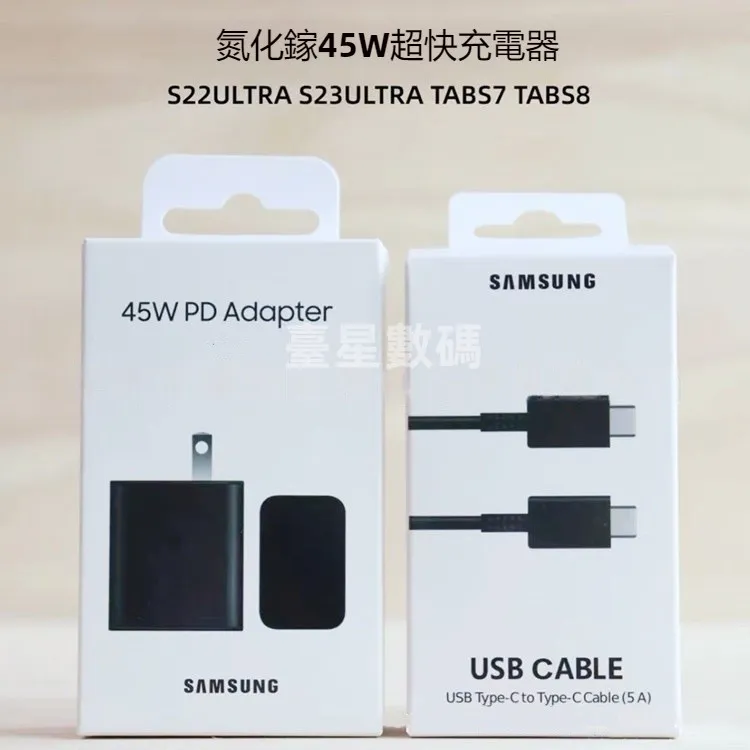 氮化鎵45W超快充電器
S22ULTRA S23ULTRA TABS7 TABS8
SAMSUNG
45W PD Adapter
臺星數碼
USB CABLE
USB Type-C to Type-C Cable (5 A)
SAMSUNG